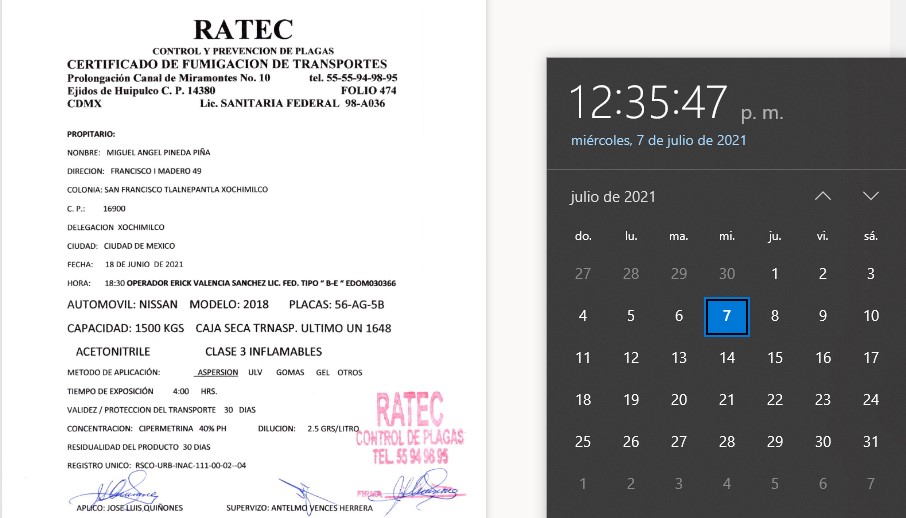 RATEC
CONTROL Y PREVENCION DE PLAGAS
CERTIFICADO DE FUMIGACION DE TRANSPORTES
Prolongación Canal de Miramontes No. 10 tel. 55-55-94-98-95
Ejidos de Huipulco C. P. 14380 FOLIO 474
CDMX Lic. SANITARIA FEDERAL 98-A036
PROPITARIO:
NONBRE: MIGUEL ANGEL PINEDA PIÑA
DIRECION: FRANCISCO I MADERO 49
COLONIA: SAN FRANCISCO TLALNEPANTLA XOCHIMILCO
C. P.: 16900
DELEGACION XOCHIMILCO
CIUDAD: CIUDAD DE MEXICO
FECHA: 18 DE JUNIO DE 2021
HORA: 18:30 OPERADOR ERICK VALENCIA SANCHEZ LIC. FED. TIPO " B-E " EDOM030366
AUTOMOVIL: NISSAN MODELO: 2018 PLACAS: 56-AG-5B
CAPACIDAD: 1500 KGS CAJA SECA TRNASP. ULTIMO UN 1648
ACETONITRILE CLASE 3 INFLAMABLES
METODO DE APLICACIÓN: ASPERSION ULV GOMAS GEL OTROS
TIEMPO DE EXPOSICIÓN 4:00 HRS.
VALIDEZ / PROTECCION DEL TRANSPORTE 30 DIAS
CONCENTRACION: CIPERMETRINA 40% PH DILUCION: 2.5 GRS/LITRO
RESIDUALIDAD DEL PRODUCTO 30 DIAS
REGISTRO UNICO: RSCO-URB-INAC-111-00-02--04
RATEC
CONTROL DE PLAGAS
TEL. 55 94 98 95
FIRMA
APLICO: JOSE LUIS QUIÑONES SUPERVIZO: ANTELMO VENCES HERRERA
12:35:47 p. m.
miércoles, 7 de julio de 2021
julio de 2021
do. lu. ma. mi. ju. vi. sá.
27 28 29 30 1 2 3
4 5 6 7 8 9 10
11 12 13 14 15 16 17
18 19 20 21 22 23 24
25 26 27 28 29 30 31
1 2 3 4 5 6 7